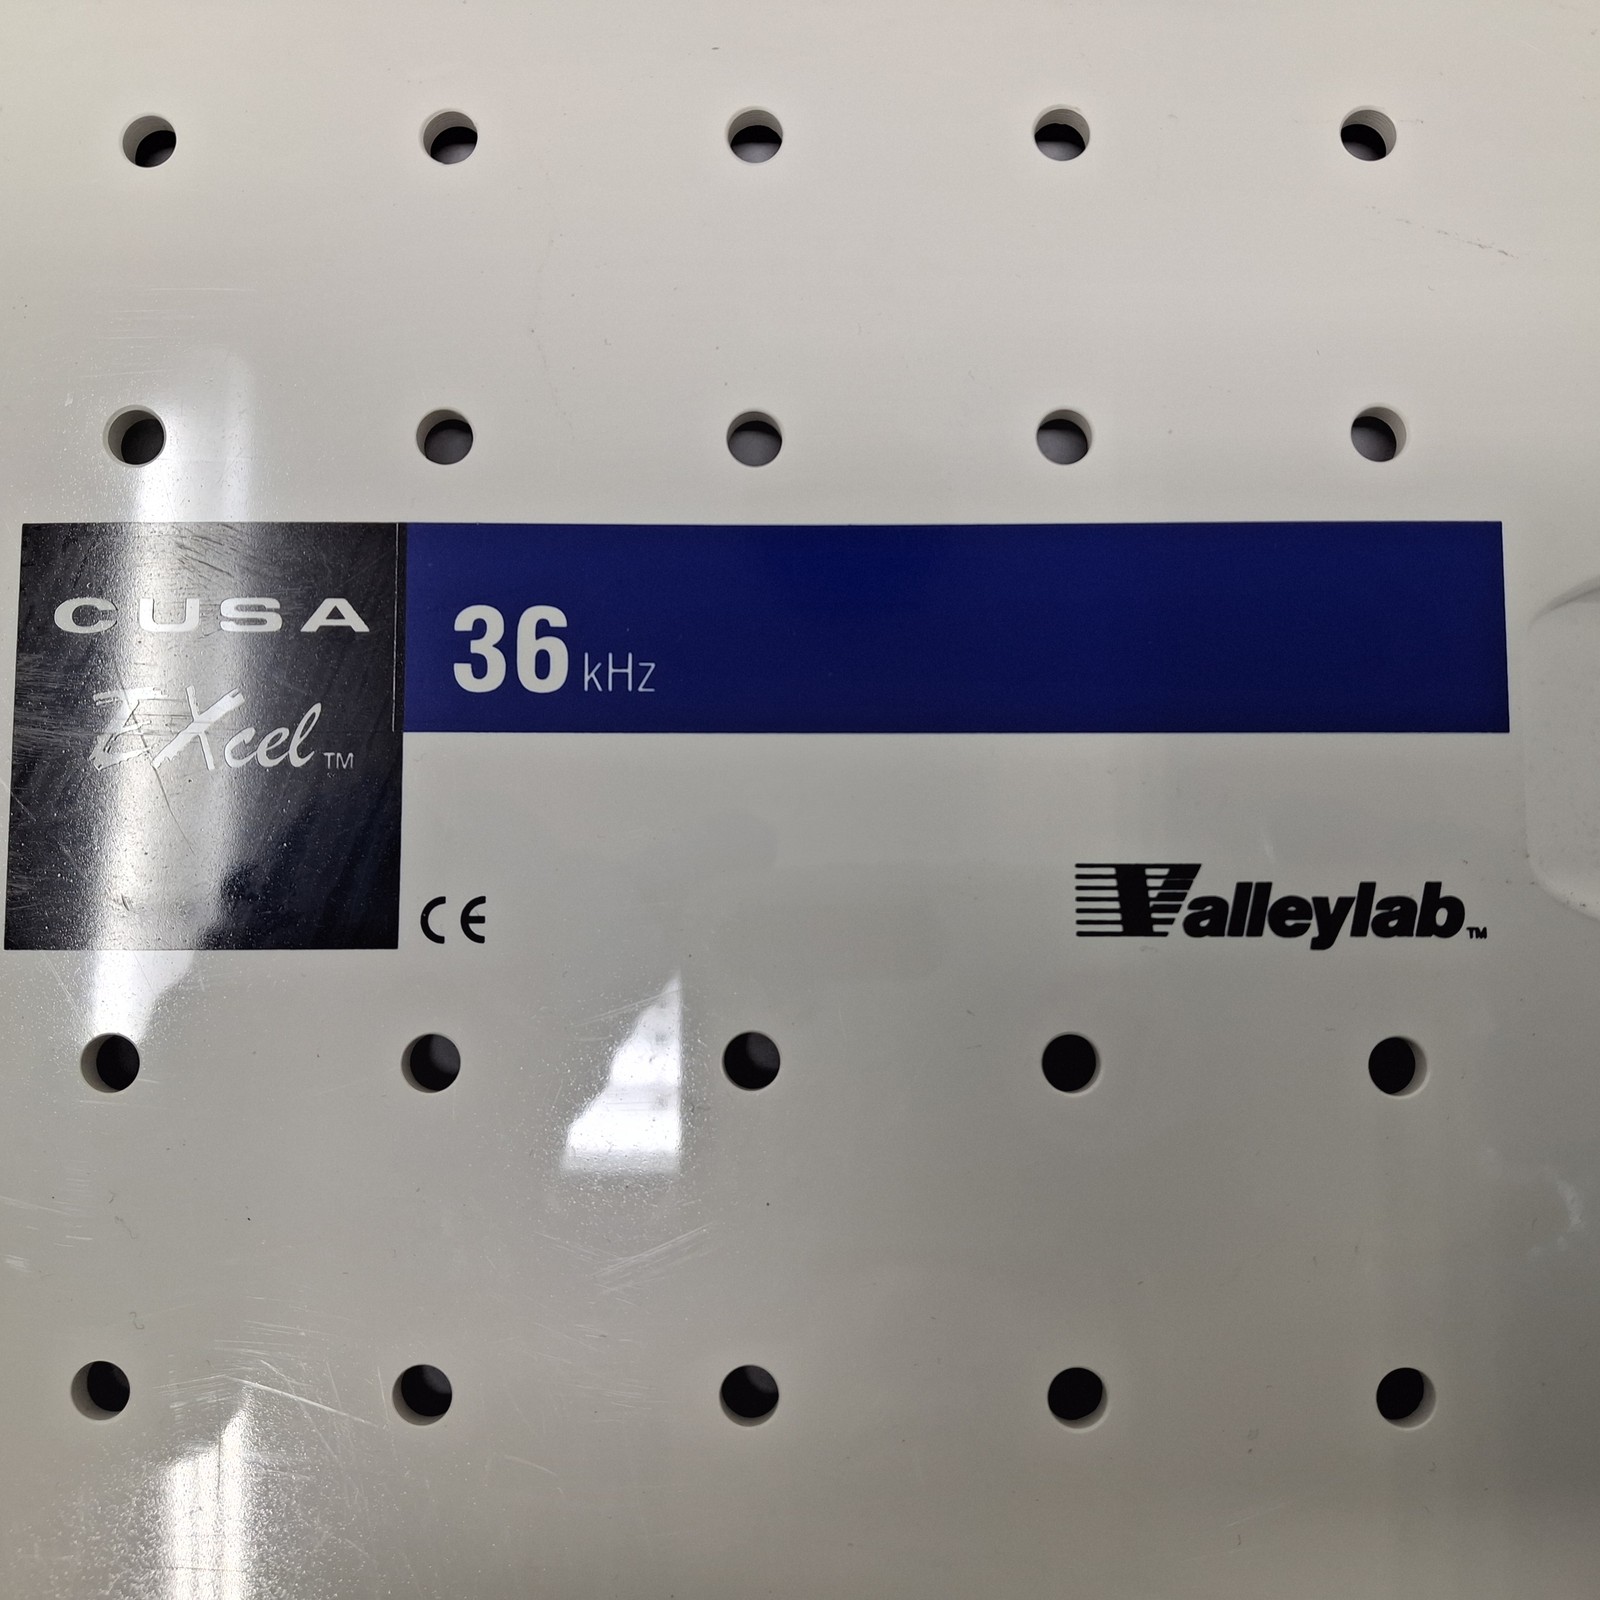 CUSA
EXcel™
36 kHz
CE
Valleylab™